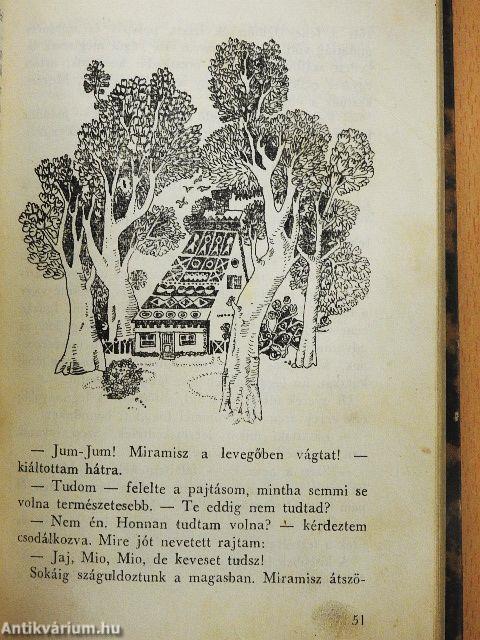 — Jum-Jum! Miramisz a levegőben vágtat! —
kiáltottam hátra.
— Tudom — felelte a pajtásom, mintha semmi se
volna természetesebb. — Te eddig nem tudtad?
— Nem én. Honnan tudtam volna? — kérdeztem
csodálkozva. Mire jót nevetett rajtam:
— Jaj, Mio, Mio, de keveset tudsz!
Sokáig száguldoztunk a magasban. Miramisz átszö-
51
Antikvárium.hu